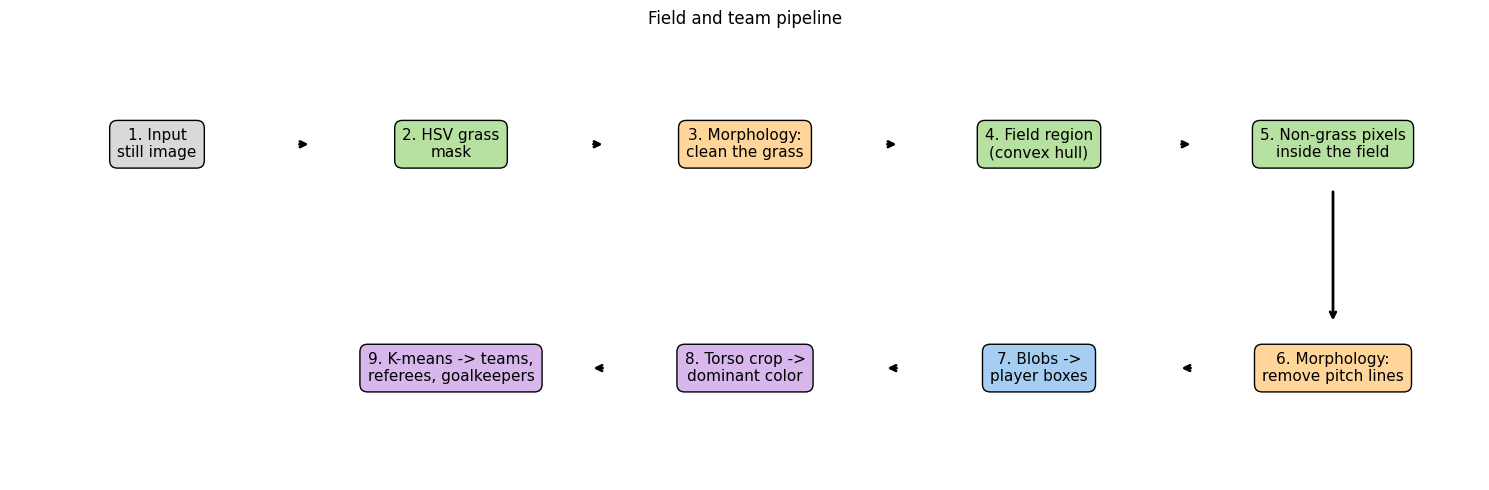 Field and team pipeline
1. Input
still image
2. HSV grass
mask
3. Morphology:
clean the grass
4. Field region
(convex hull)
5. Non-grass pixels
inside the field
6. Morphology:
remove pitch lines
7. Blobs ->
player boxes
8. Torso crop ->
dominant color
9. K-means -> teams,
referees, goalkeepers